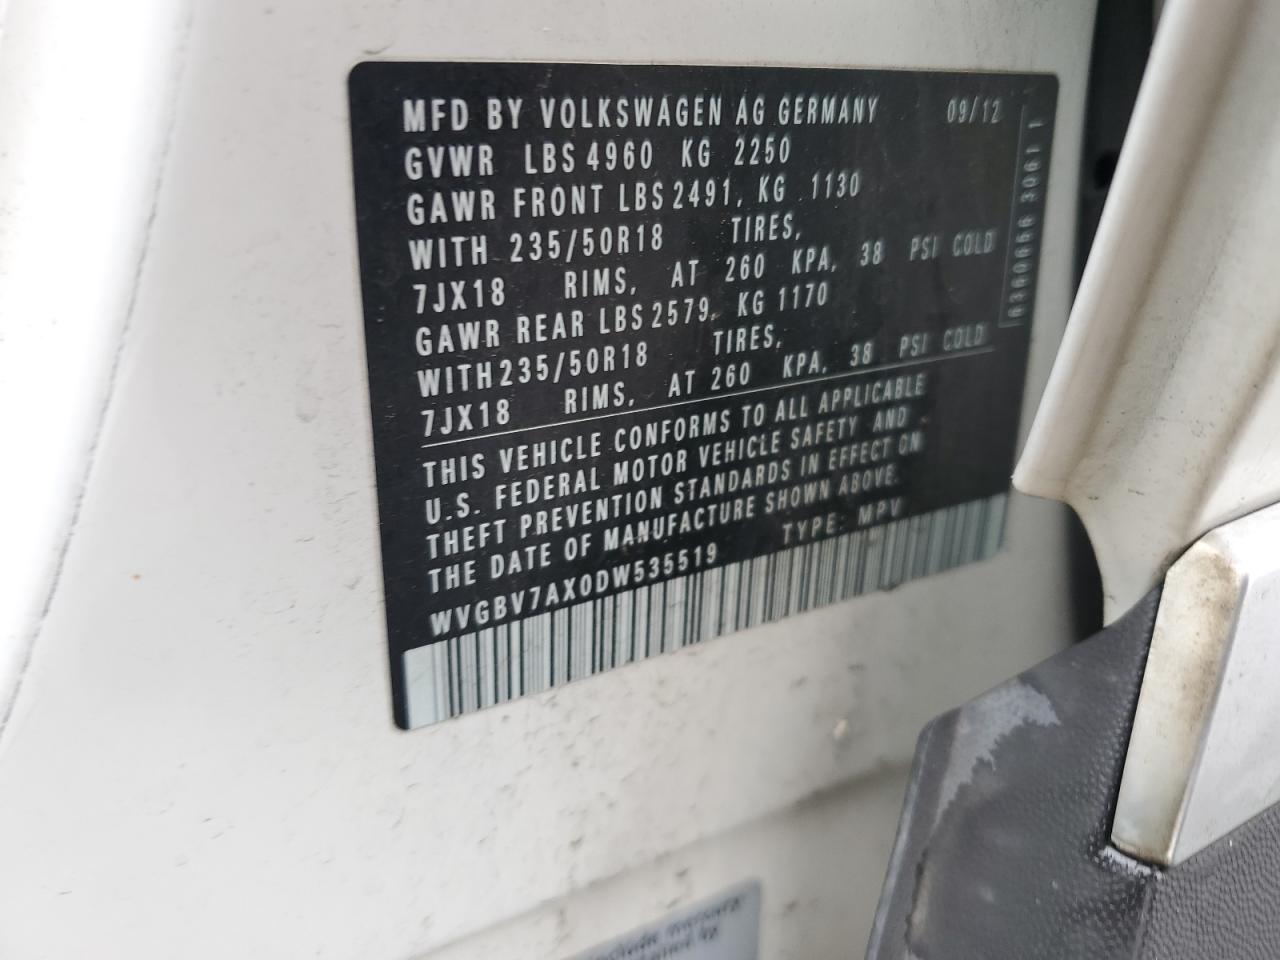 MFD BY VOLKSWAGEN AG GERMANY 09/12
GVWR LBS 4960 KG 2250
GAWR FRONT LBS 2491, KG 1130
WITH 235/50R18 TIRES,
7JX18 RIMS, AT 260 KPA, 38 PSI COLD
GAWR REAR LBS 2579, KG 1170
WITH 235/50R18 TIRES,
7JX18 RIMS, AT 260 KPA, 38 PSI COLD
THIS VEHICLE CONFORMS TO ALL APPLICABLE
U.S. FEDERAL MOTOR VEHICLE SAFETY AND
THEFT PREVENTION STANDARDS IN EFFECT ON
THE DATE OF MANUFACTURE SHOWN ABOVE.
WVGBV7AX0DW535519 TYPE: MPV